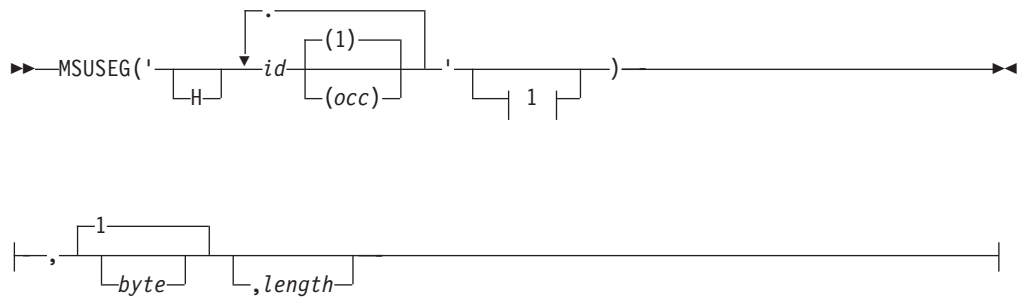 .
(1)
MSUSEG(' id ' )
H (occ) 1
1
,
byte ,length